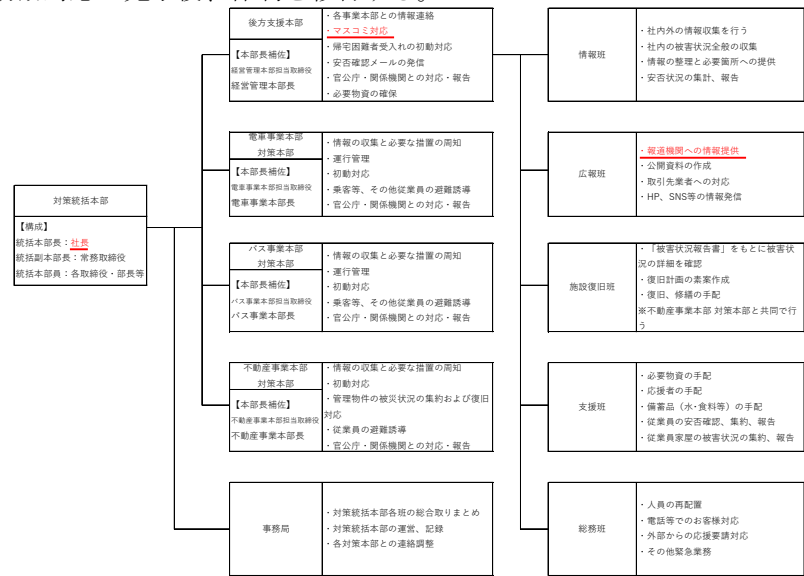 対策統括本部
【構成】
統括本部長：社長
統括副本部長：常務取締役
統括本部員：各取締役・部長等
後方支援本部
【本部長補佐】
経営管理本部担当取締役
経営管理本部長
・各事業本部との情報連絡
・マスコミ対応
・帰宅困難者受入れの初動対応
・安否確認メールの発信
・官公庁・関係機関との対応・報告
・必要物資の確保
電車事業本部
対策本部
【本部長補佐】
電車事業本部担当取締役
電車事業本部長
・情報の収集と必要な措置の周知
・運行管理
・初動対応
・乗客等、その他従業員の避難誘導
・官公庁・関係機関との対応・報告
バス事業本部
対策本部
【本部長補佐】
バス事業本部担当取締役
バス事業本部長
・情報の収集と必要な措置の周知
・運行管理
・初動対応
・乗客等、その他従業員の避難誘導
・官公庁・関係機関との対応・報告
不動産事業本部
対策本部
【本部長補佐】
不動産事業本部担当取締役
不動産事業本部長
・情報の収集と必要な措置の周知
・初動対応
・管理物件の被災状況の集約および復旧
対応
・従業員の避難誘導
・官公庁・関係機関との対応・報告
事務局
・対策統括本部各班の総合取りまとめ
・対策統括本部の運営、記録
・各対策本部との連絡調整
情報班
・社内外の情報収集を行う
・社内の被害状況全般の収集
・情報の整理と必要箇所への提供
・安否状況の集計、報告
広報班
・報道機関への情報提供
・公開資料の作成
・取引先業者への対応
・HP、SNS等の情報発信
施設復旧班
・「被害状況報告書」をもとに被害状
況の詳細を確認
・復旧計画の素案作成
・復旧、修繕の手配
※不動産事業本部 対策本部と共同で行
う
支援班
・必要物資の手配
・応援者の手配
・備蓄品（水・食料等）の手配
・従業員の安否確認、集約、報告
・従業員家屋の被害状況の集約、報告
総務班
・人員の再配置
・電話等でのお客様対応
・外部からの応援要請対応
・その他緊急業務